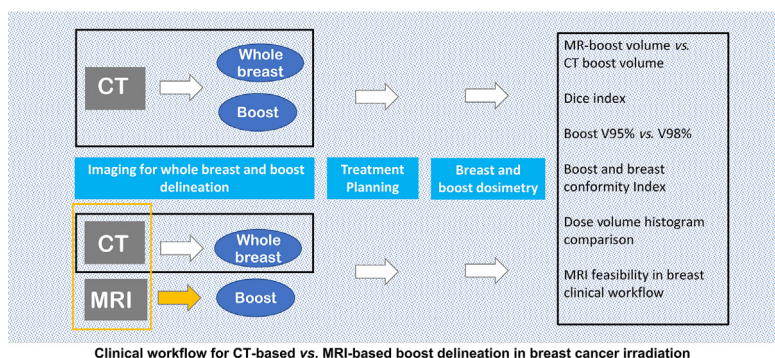 CT
Whole
breast
Boost
Imaging for whole breast and boost
delineation
Treatment
Planning
Breast and
boost dosimetry
CT
Whole
breast
MRI
Boost
MR-boost volume vs.
CT boost volume
Dice index
Boost V95% vs. V98%
Boost and breast
conformity Index
Dose volume histogram
comparison
MRI feasibility in breast
clinical workflow
Clinical workflow for CT-based vs. MRI-based boost delineation in breast cancer irradiation